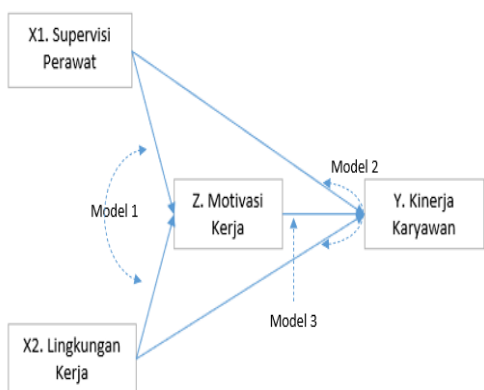 X1. Supervisi
Perawat
Model 2
Model 1
Z. Motivasi
Kerja
Y. Kinerja
Karyawan
Model 3
X2. Lingkungan
Kerja